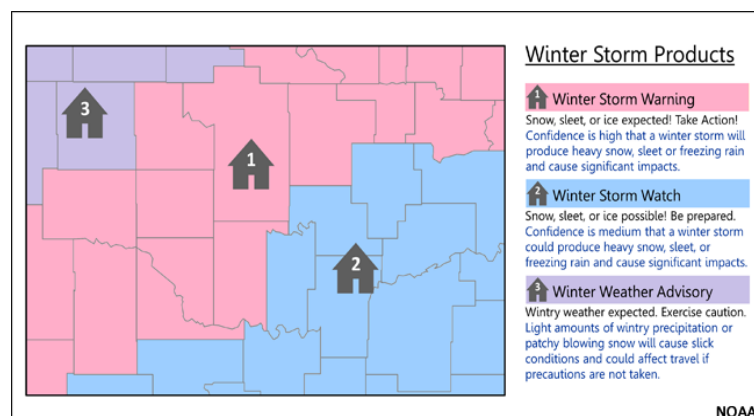 Winter Storm Products
1 Winter Storm Warning
Snow, sleet, or ice expected! Take Action!
Confidence is high that a winter storm will
produce heavy snow, sleet or freezing rain
and cause significant impacts.
2 Winter Storm Watch
Snow, sleet, or ice possible! Be prepared.
Confidence is medium that a winter storm
could produce heavy snow, sleet, or
freezing rain and cause significant impacts.
3 Winter Weather Advisory
Wintry weather expected. Exercise caution.
Light amounts of wintry precipitation or
patchy blowing snow will cause slick
conditions and could affect travel if
precautions are not taken.
3
1
2
NOAA